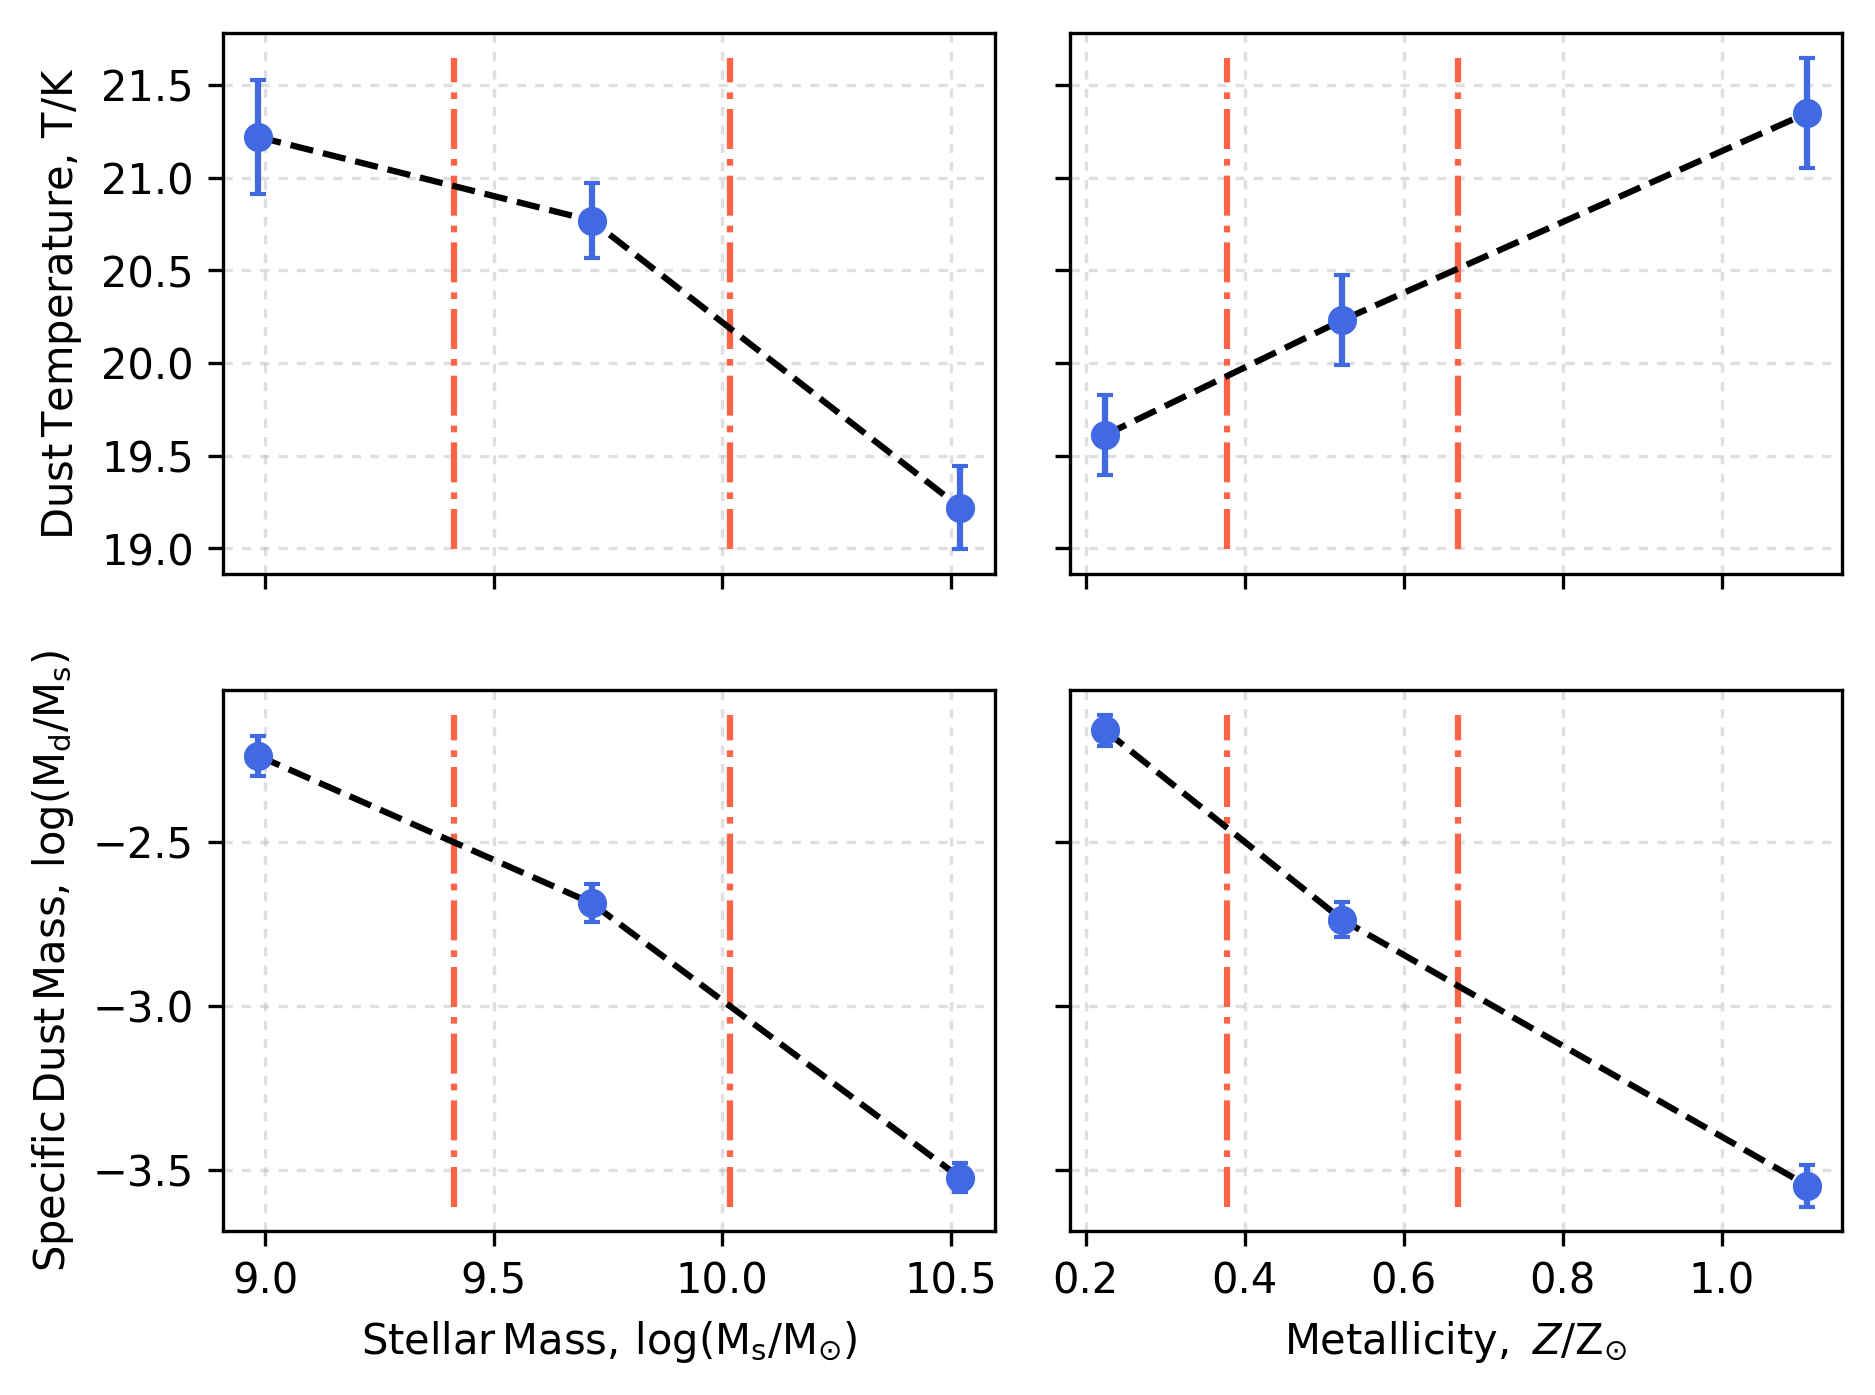 Dust Temperature, T/K
21.5
21.0
20.5
20.0
19.5
19.0
Specific Dust Mass, log(M_d/M_s)
−2.5
−3.0
−3.5
9.0 9.5 10.0 10.5
0.2 0.4 0.6 0.8 1.0
Stellar Mass, log(M_s/M_⊙)
Metallicity, Z/Z_⊙